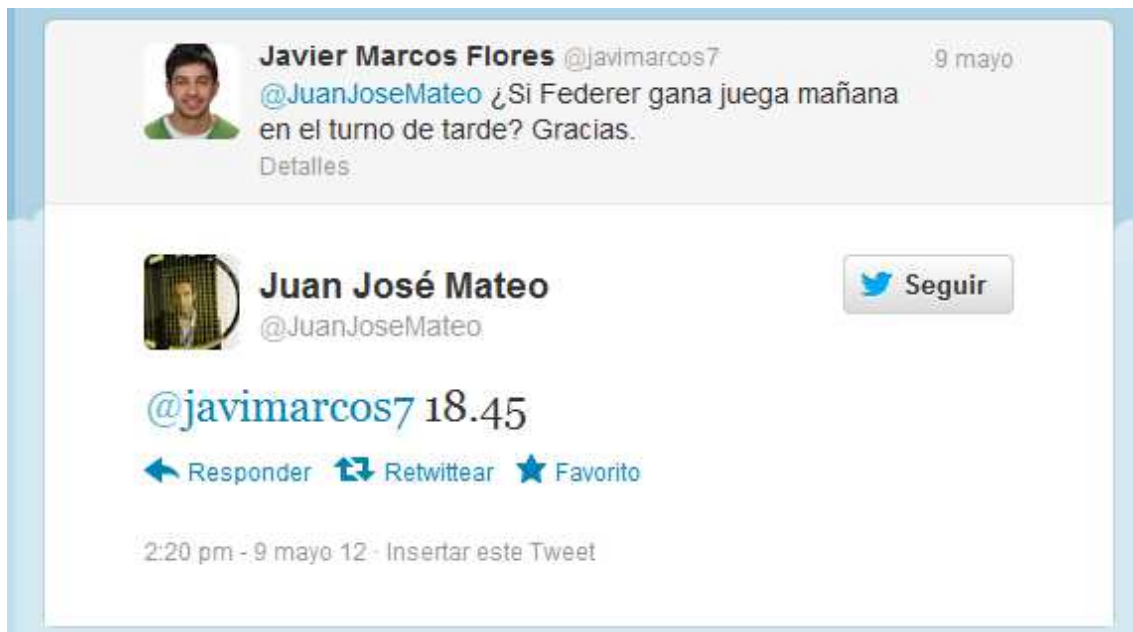 Javier Marcos Flores @javimarcos7 9 mayo
@JuanJoseMateo ¿Si Federer gana juega mañana
en el turno de tarde? Gracias.
Detalles
Juan José Mateo
Seguir
@JuanJoseMateo
@javimarcos7 18.45
Responder Retwittear Favorito
2:20 pm - 9 mayo 12 · Insertar este Tweet